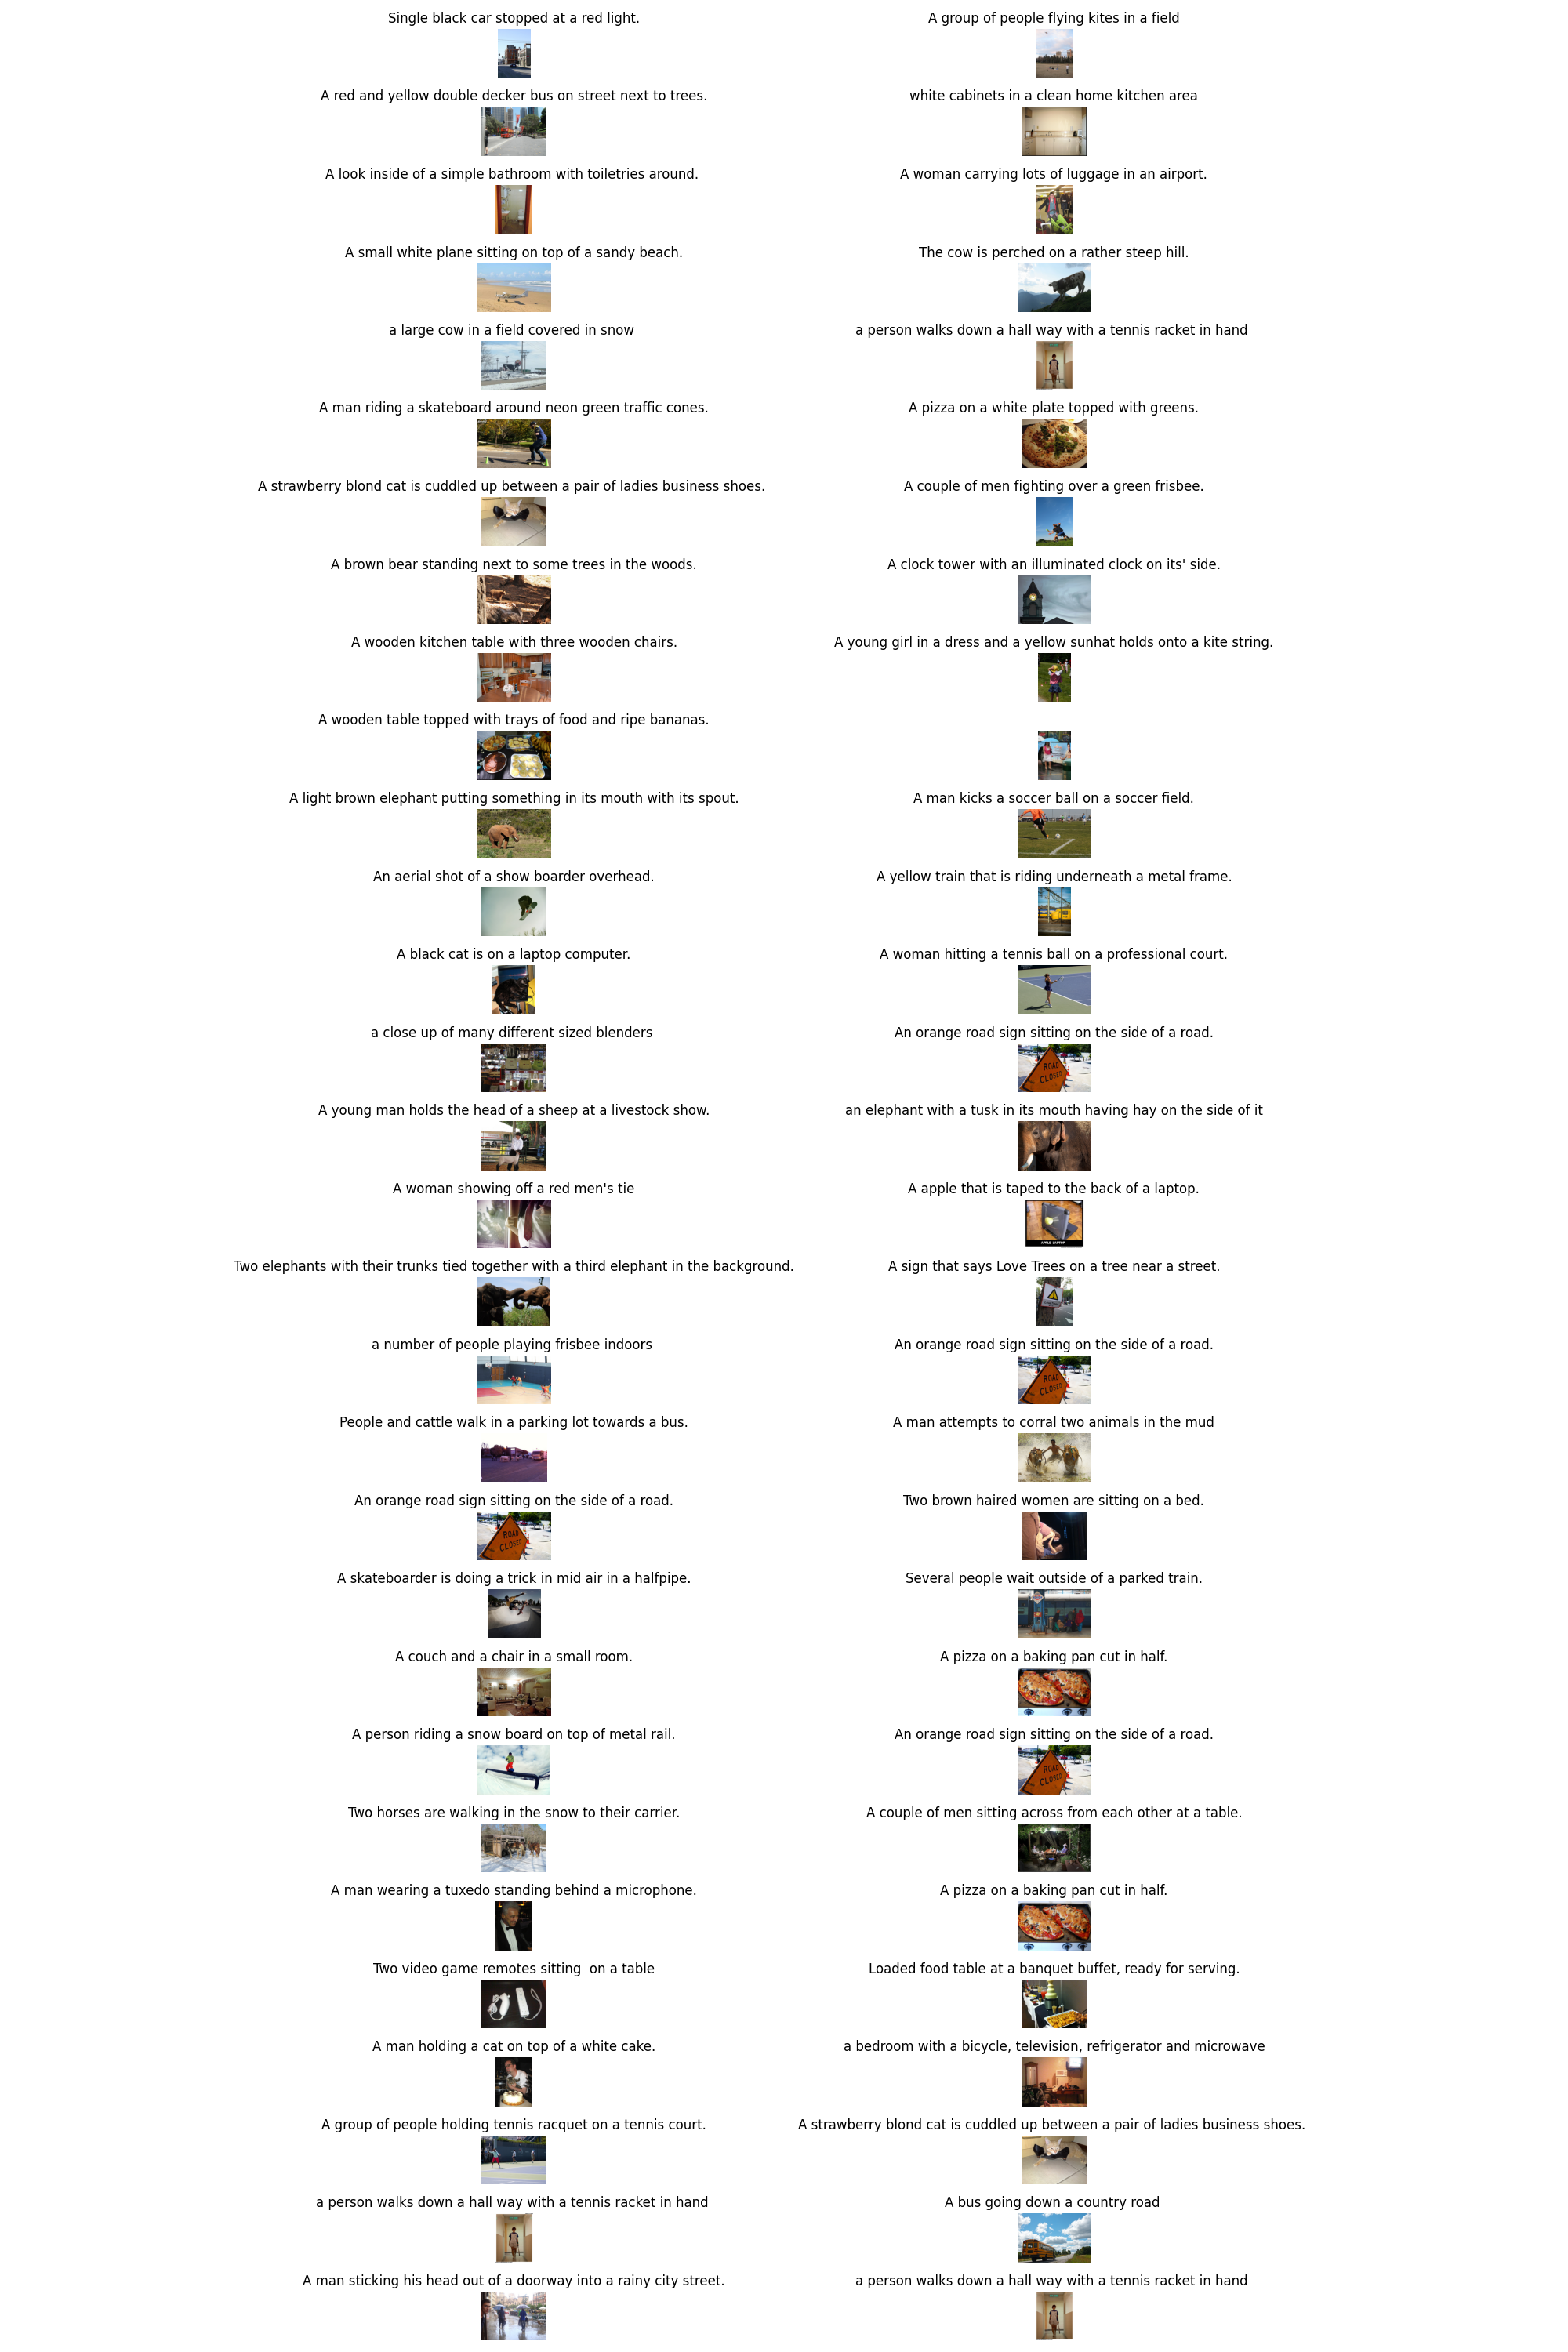 Single black car stopped at a red light.
A group of people flying kites in a field
A red and yellow double decker bus on street next to trees.
white cabinets in a clean home kitchen area
A look inside of a simple bathroom with toiletries around.
A woman carrying lots of luggage in an airport.
A small white plane sitting on top of a sandy beach.
The cow is perched on a rather steep hill.
a large cow in a field covered in snow
a person walks down a hall way with a tennis racket in hand
A man riding a skateboard around neon green traffic cones.
A pizza on a white plate topped with greens.
A strawberry blond cat is cuddled up between a pair of ladies business shoes.
A couple of men fighting over a green frisbee.
A brown bear standing next to some trees in the woods.
A clock tower with an illuminated clock on its' side.
A wooden kitchen table with three wooden chairs.
A young girl in a dress and a yellow sunhat holds onto a kite string.
A wooden table topped with trays of food and ripe bananas.
A light brown elephant putting something in its mouth with its spout.
A man kicks a soccer ball on a soccer field.
An aerial shot of a show boarder overhead.
A yellow train that is riding underneath a metal frame.
A black cat is on a laptop computer.
A woman hitting a tennis ball on a professional court.
a close up of many different sized blenders
An orange road sign sitting on the side of a road.
ROAD
CLOSED
A young man holds the head of a sheep at a livestock show.
an elephant with a tusk in its mouth having hay on the side of it
A woman showing off a red men's tie
A apple that is taped to the back of a laptop.
APPLE LAPTOP
Two elephants with their trunks tied together with a third elephant in the background.
A sign that says Love Trees on a tree near a street.
a number of people playing frisbee indoors
An orange road sign sitting on the side of a road.
ROAD
CLOSED
People and cattle walk in a parking lot towards a bus.
A man attempts to corral two animals in the mud
An orange road sign sitting on the side of a road.
ROAD
CLOSED
Two brown haired women are sitting on a bed.
A skateboarder is doing a trick in mid air in a halfpipe.
Several people wait outside of a parked train.
A couch and a chair in a small room.
A pizza on a baking pan cut in half.
A person riding a snow board on top of metal rail.
An orange road sign sitting on the side of a road.
ROAD
CLOSED
Two horses are walking in the snow to their carrier.
A couple of men sitting across from each other at a table.
A man wearing a tuxedo standing behind a microphone.
A pizza on a baking pan cut in half.
Two video game remotes sitting  on a table
Loaded food table at a banquet buffet, ready for serving.
A man holding a cat on top of a white cake.
a bedroom with a bicycle, television, refrigerator and microwave
A group of people holding tennis racquet on a tennis court.
A strawberry blond cat is cuddled up between a pair of ladies business shoes.
a person walks down a hall way with a tennis racket in hand
A bus going down a country road
A man sticking his head out of a doorway into a rainy city street.
a person walks down a hall way with a tennis racket in hand